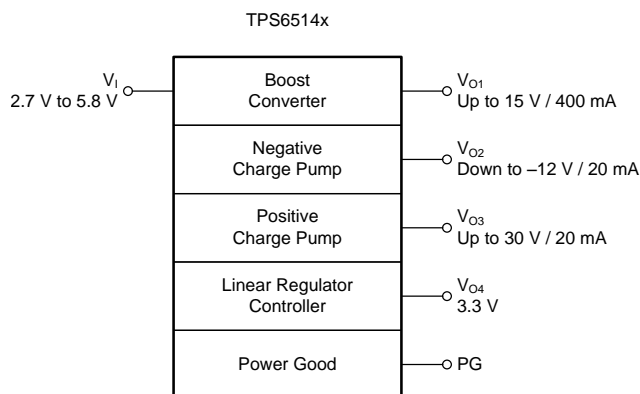 TPS6514x
V_I
2.7 V to 5.8 V
Boost
Converter
V_O1
Up to 15 V / 400 mA
Negative
Charge Pump
V_O2
Down to –12 V / 20 mA
Positive
Charge Pump
V_O3
Up to 30 V / 20 mA
Linear Regulator
Controller
V_O4
3.3 V
Power Good
PG